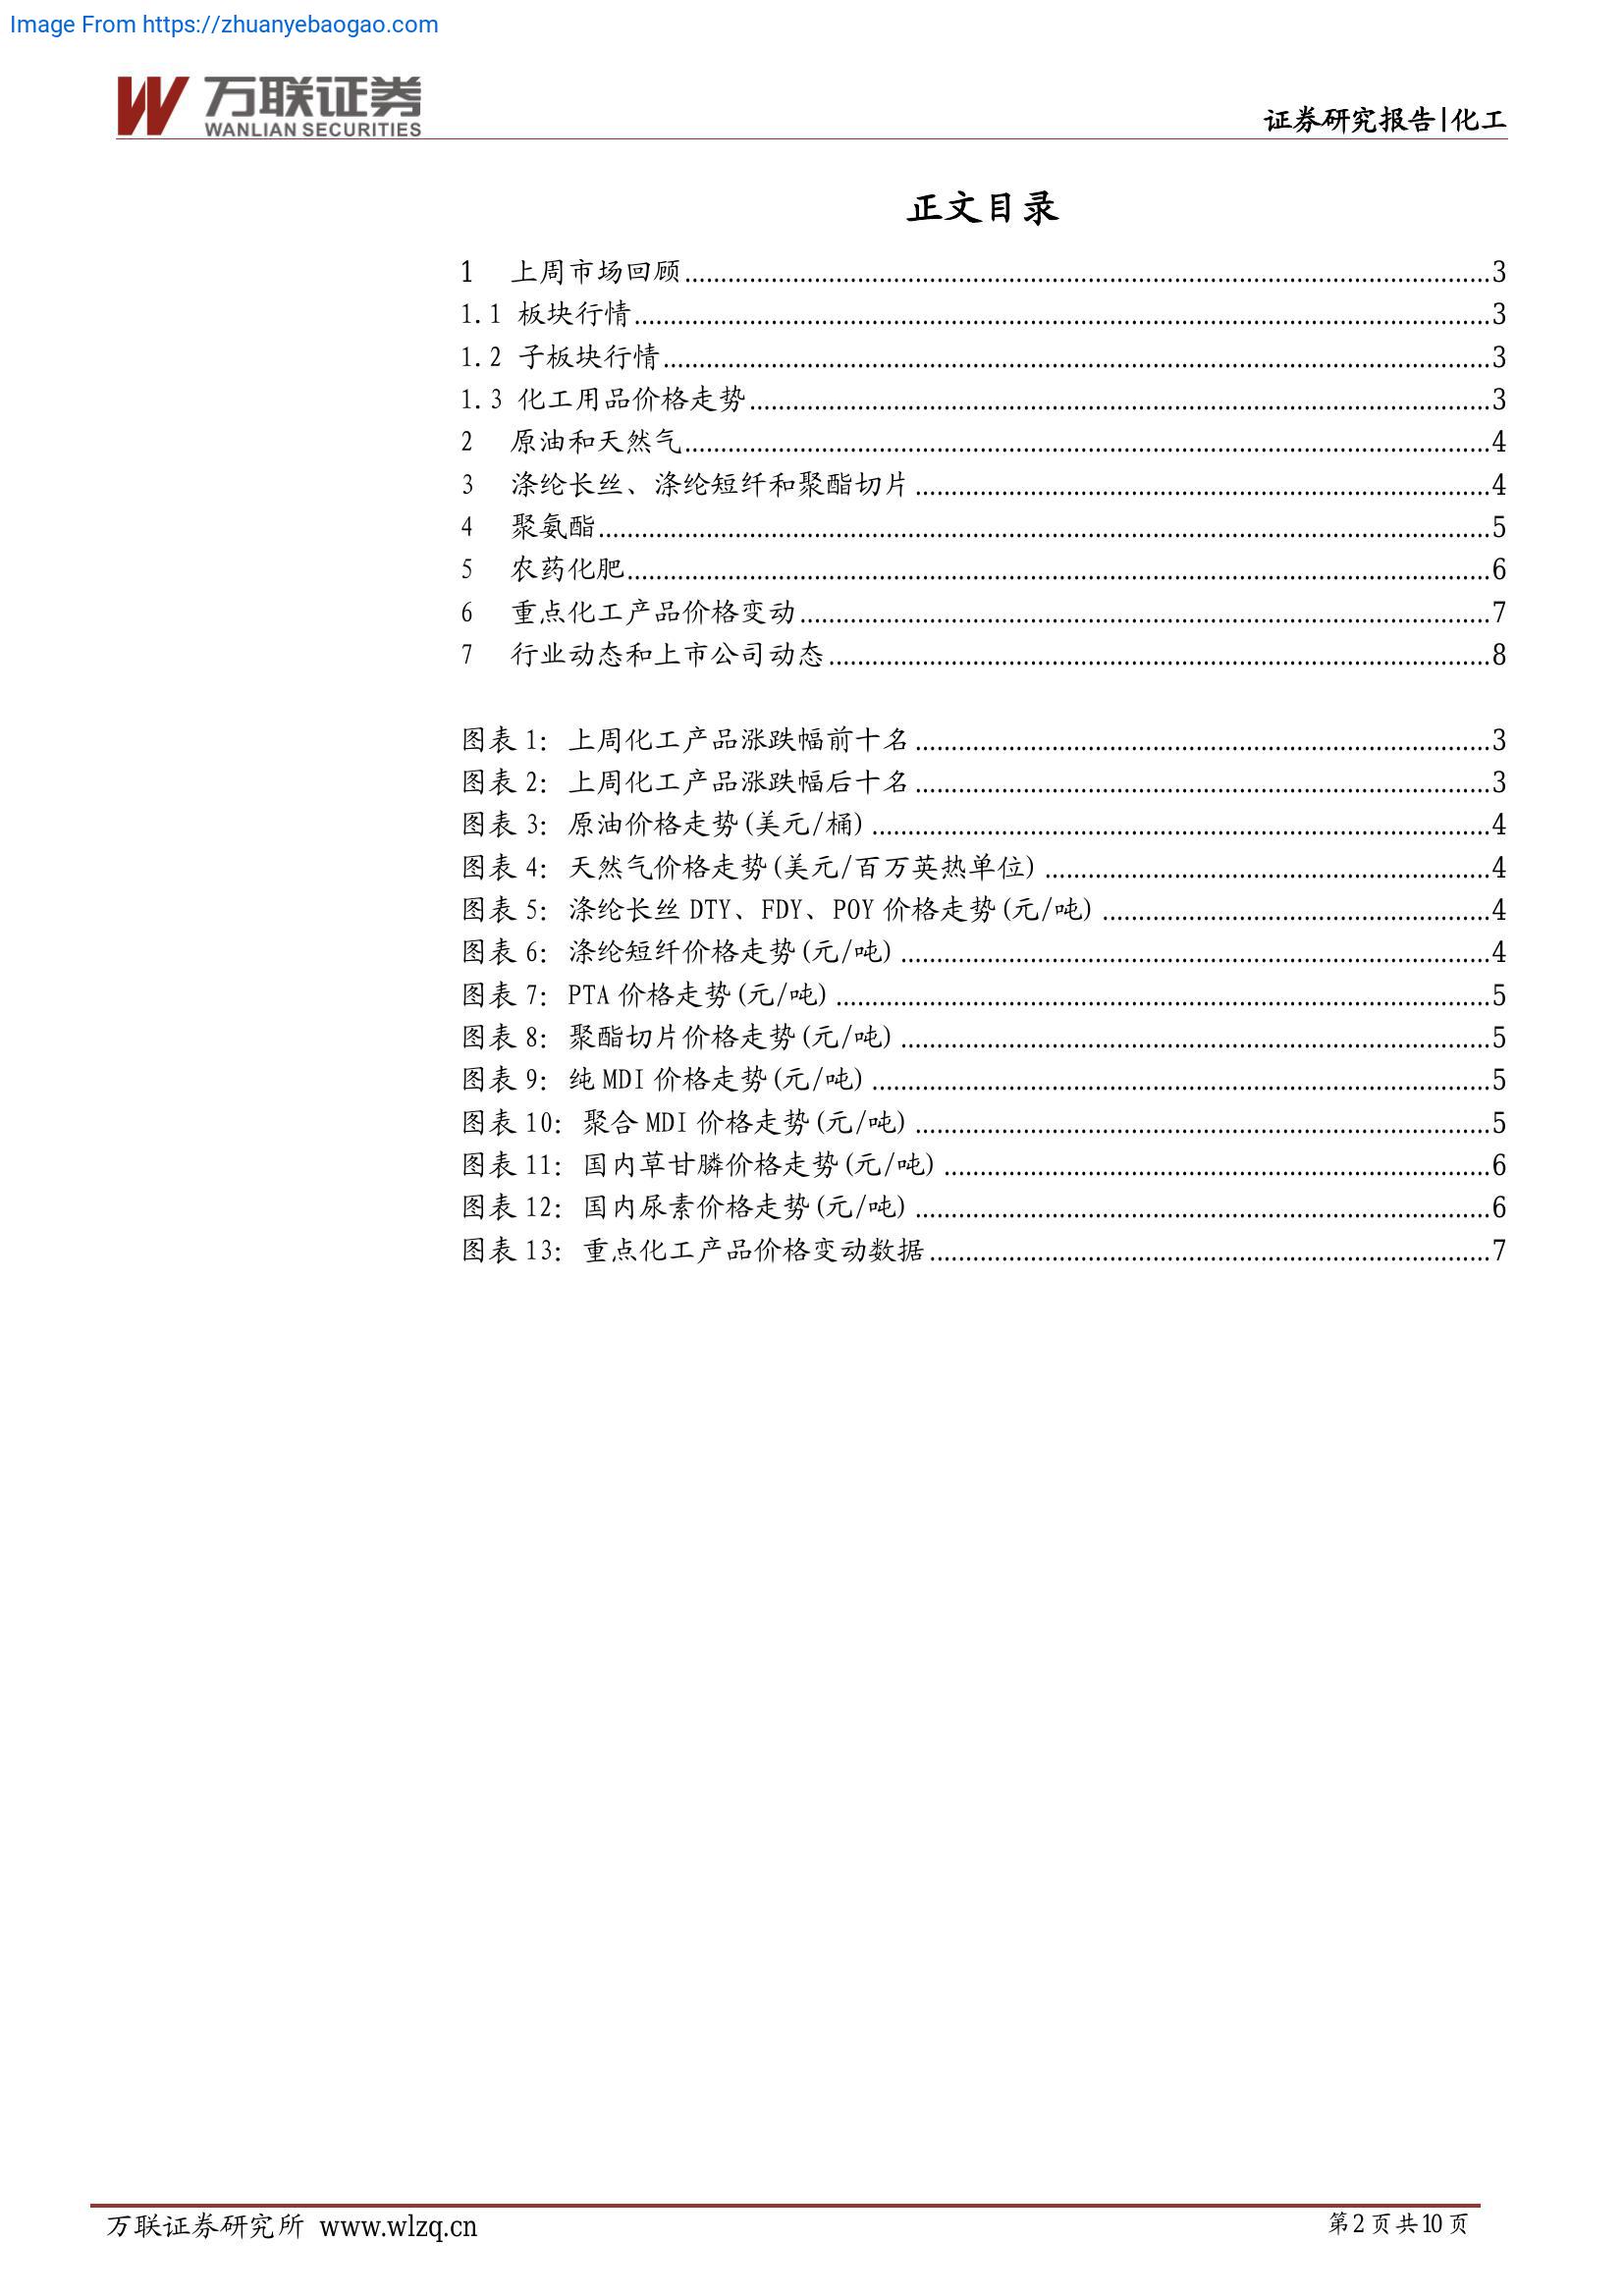 Image From https://zhuanyebaogao.com
万联证券
WANLIAN SECURITIES
证券研究报告|化工
正文目录
1 上周市场回顾 3
1.1 板块行情 3
1.2 子板块行情 3
1.3 化工用品价格走势 3
2 原油和天然气 4
3 涤纶长丝、涤纶短纤和聚酯切片 4
4 聚氨酯 5
5 农药化肥 6
6 重点化工产品价格变动 7
7 行业动态和上市公司动态 8
图表 1: 上周化工产品涨跌幅前十名 3
图表 2: 上周化工产品涨跌幅后十名 3
图表 3: 原油价格走势(美元/桶) 4
图表 4: 天然气价格走势(美元/百万英热单位) 4
图表 5: 涤纶长丝 DTY、FDY、POY 价格走势(元/吨) 4
图表 6: 涤纶短纤价格走势(元/吨) 4
图表 7: PTA 价格走势(元/吨) 5
图表 8: 聚酯切片价格走势(元/吨) 5
图表 9: 纯 MDI 价格走势(元/吨) 5
图表 10: 聚合 MDI 价格走势(元/吨) 5
图表 11: 国内草甘膦价格走势(元/吨) 6
图表 12: 国内尿素价格走势(元/吨) 6
图表 13: 重点化工产品价格变动数据 7
万联证券研究所 www.wlzq.cn
第 2 页 共 10 页